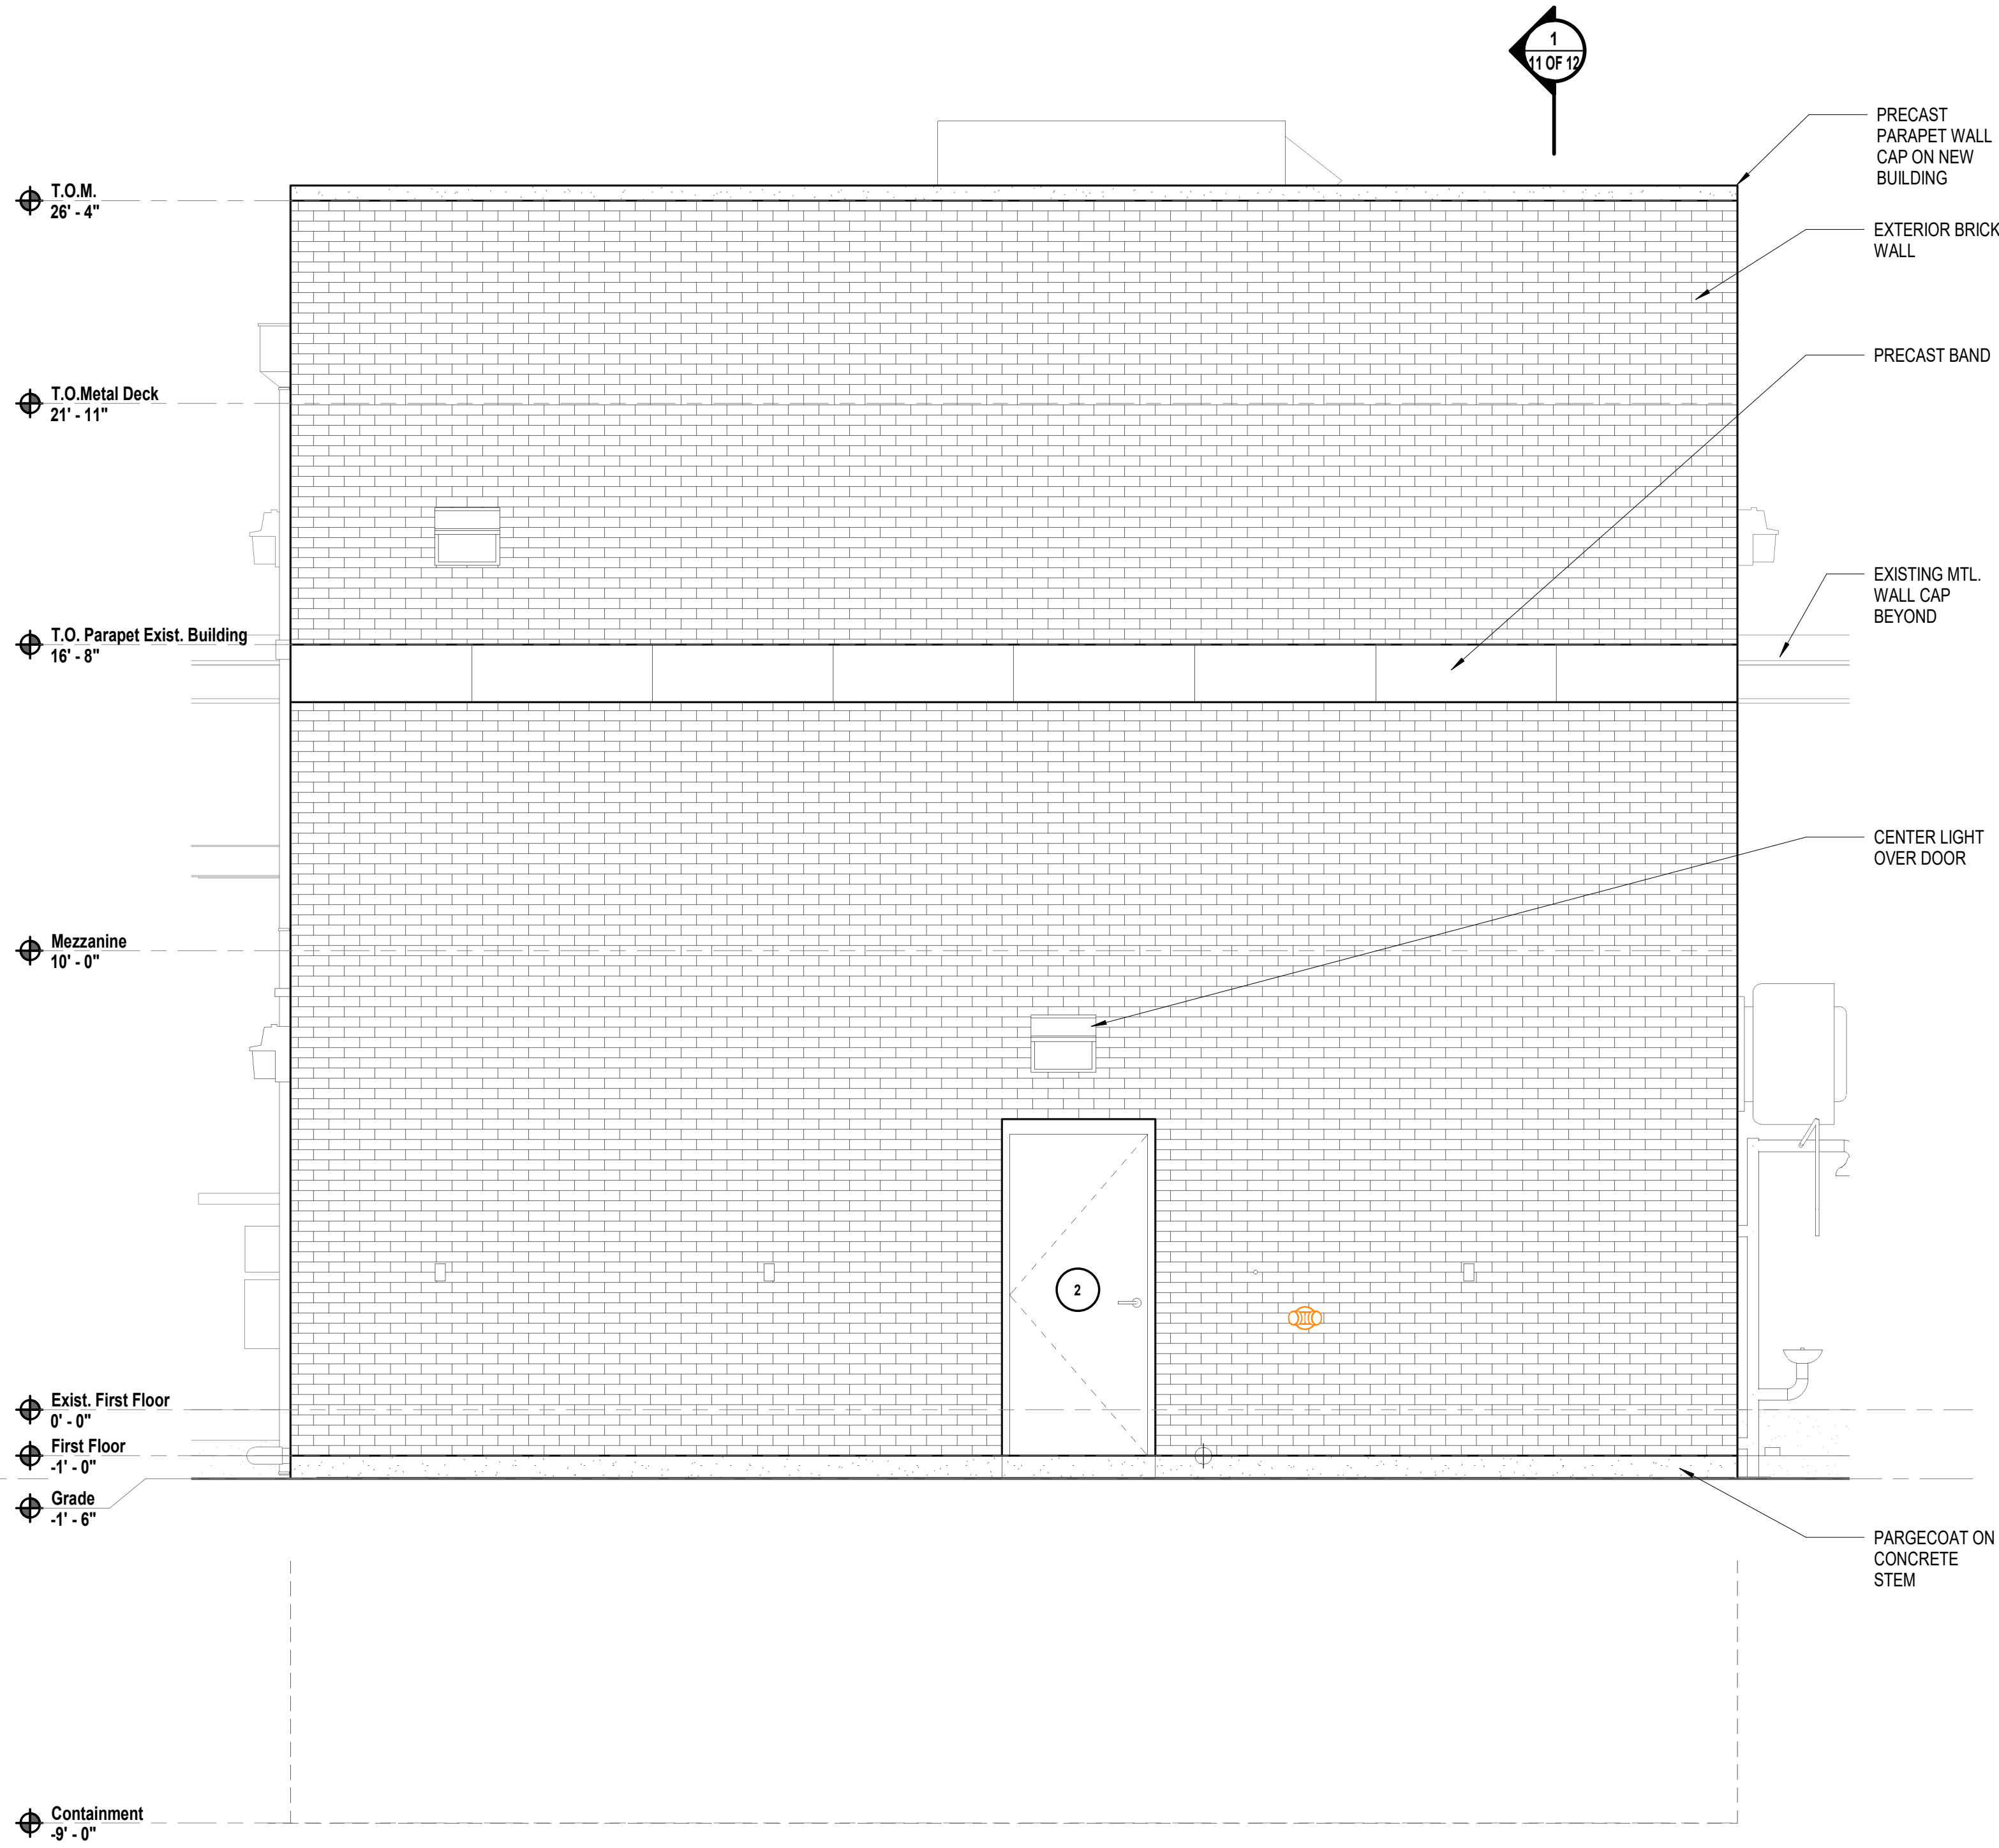 1
11 OF 12
PRECAST
PARAPET WALL
CAP ON NEW
BUILDING
T.O.M.
26' - 4"
EXTERIOR BRICK
WALL
PRECAST BAND
T.O.Metal Deck
21' - 11"
EXISTING MTL.
WALL CAP
BEYOND
T.O. Parapet Exist. Building
16' - 8"
CENTER LIGHT
OVER DOOR
Mezzanine
10' - 0"
2
Exist. First Floor
0' - 0"
First Floor
-1' - 0"
Grade
-1' - 6"
PARGECOAT ON
CONCRETE
STEM
Containment
-9' - 0"